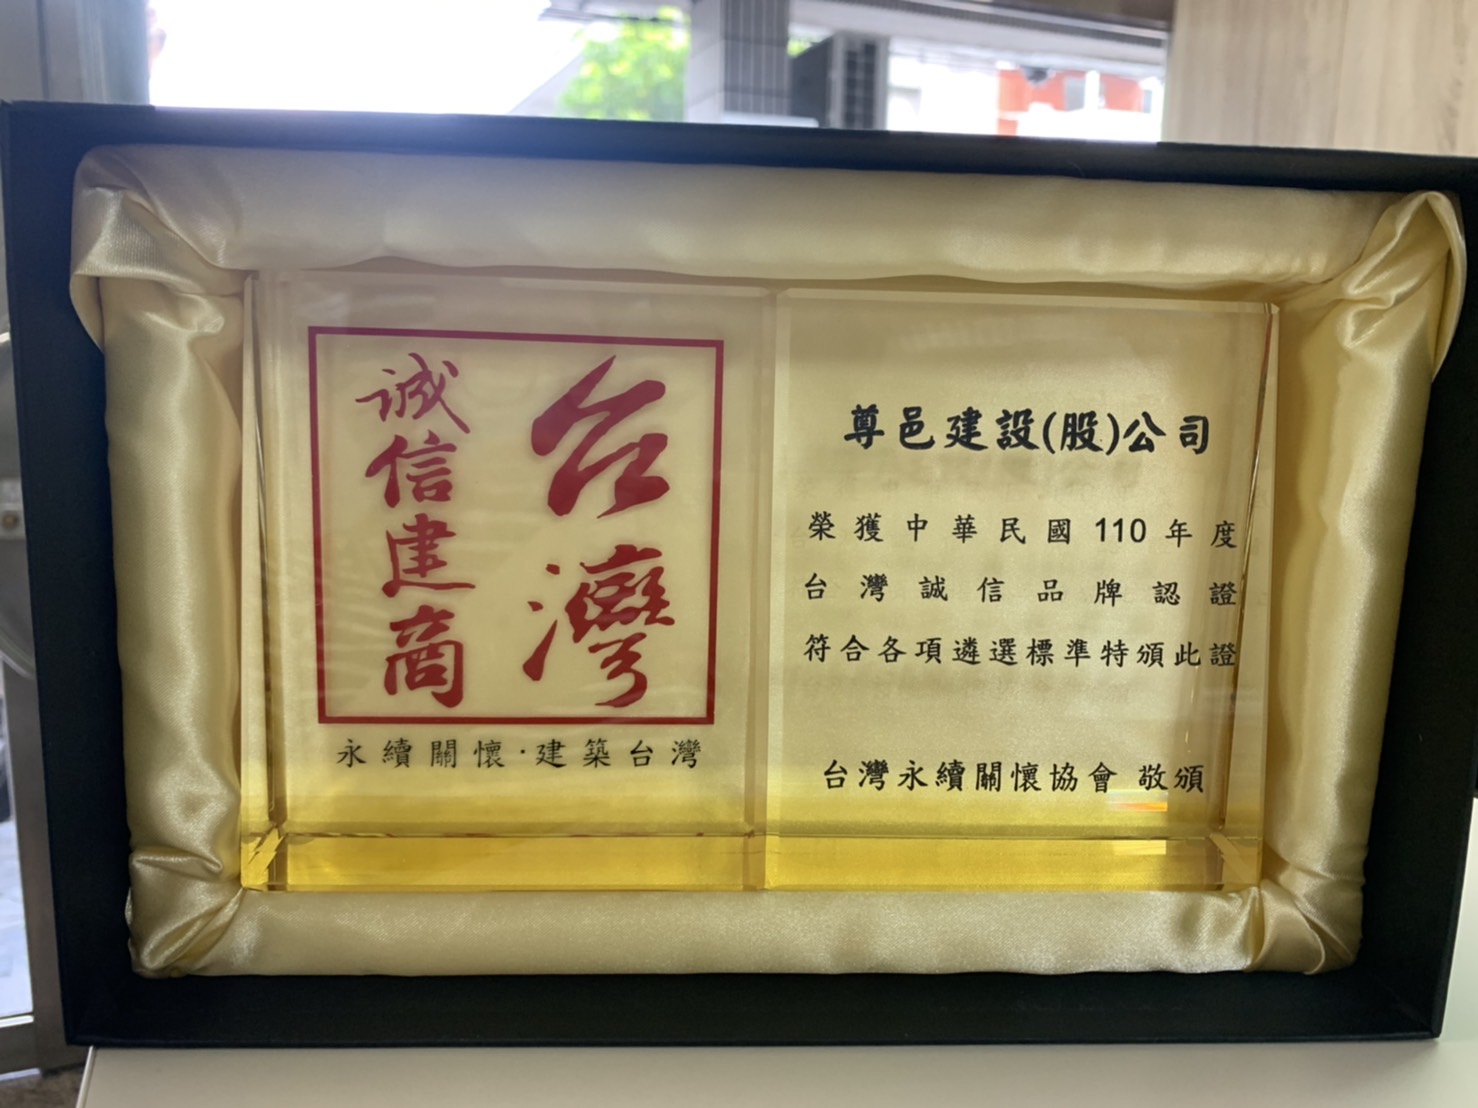 台灣
誠信建商
永續關懷·建築台灣
尊邑建設(股)公司
榮獲中華民國110年度
台灣誠信品牌認證
符合各項遴選標準特頒此證
台灣永續關懷協會 敬頒